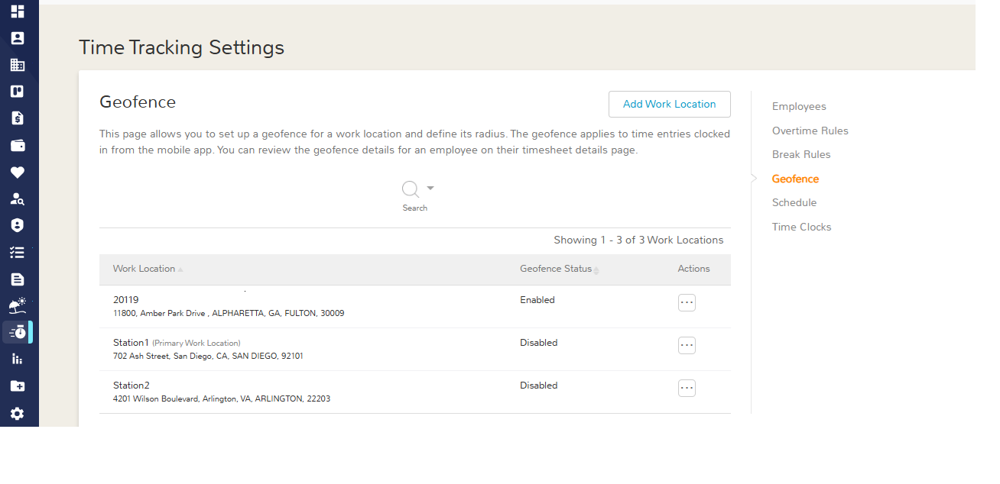 Time Tracking Settings
Geofence
Add Work Location
This page allows you to set up a geofence for a work location and define its radius. The geofence applies to time entries clocked
in from the mobile app. You can review the geofence details for an employee on their timesheet details page.
Search
Showing 1 - 3 of 3 Work Locations
Work Location Geofence Status Actions
20119 Enabled
11800, Amber Park Drive , ALPHARETTA, GA, FULTON, 30009
Station1 (Primary Work Location) Disabled
702 Ash Street, San Diego, CA, SAN DIEGO, 92101
Station2 Disabled
4201 Wilson Boulevard, Arlington, VA, ARLINGTON, 22203
Employees
Overtime Rules
Break Rules
Geofence
Schedule
Time Clocks